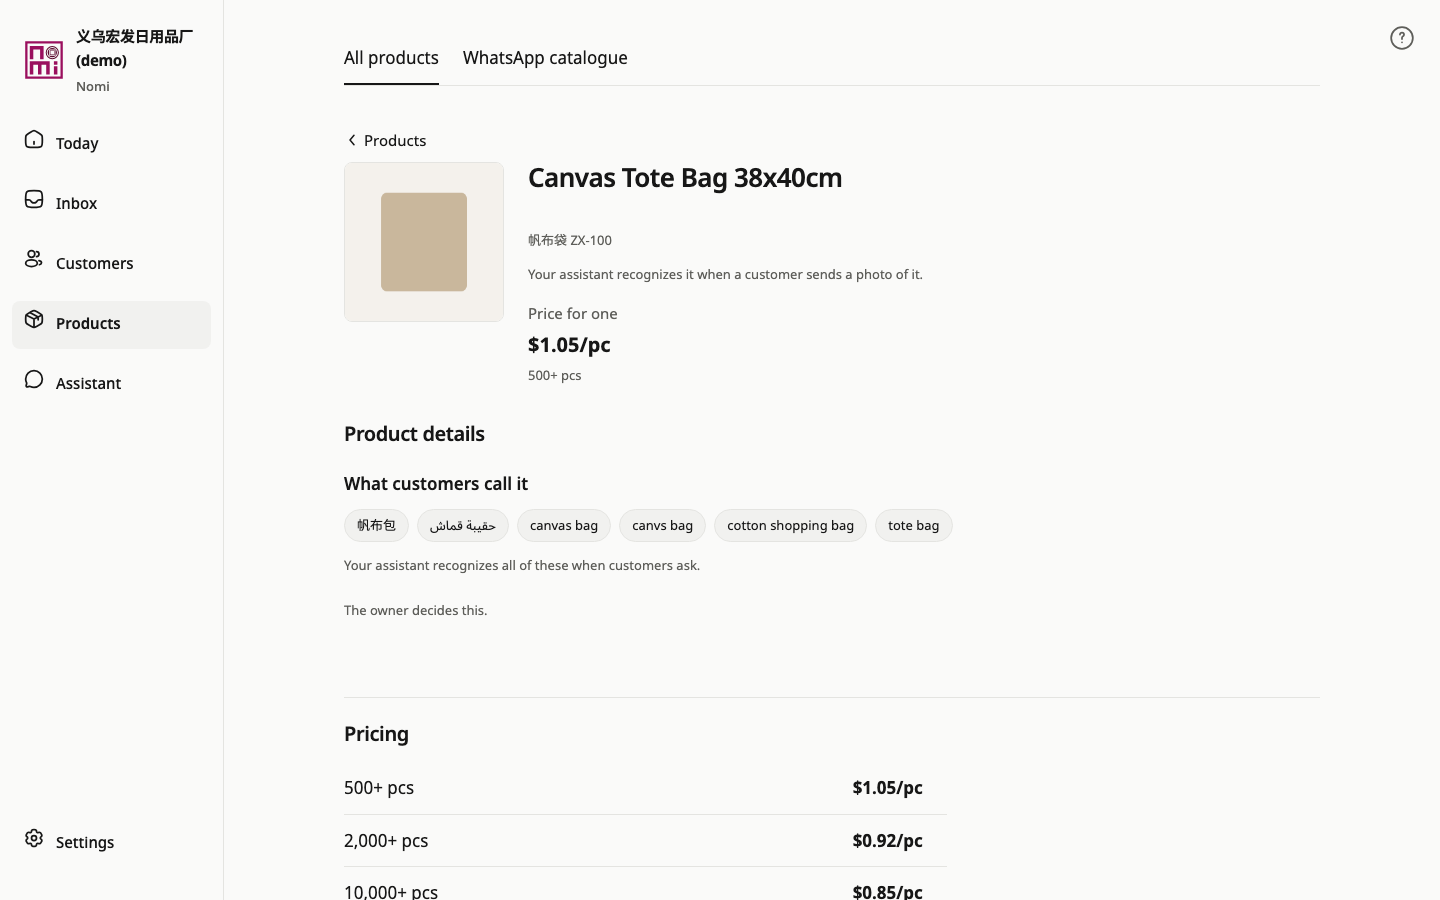 义乌宏发日用品厂
(demo)
Nomi
Today
Inbox
Customers
Products
Assistant
Settings
All products
WhatsApp catalogue
Products
Canvas Tote Bag 38x40cm
帆布袋 ZX-100
Your assistant recognizes it when a customer sends a photo of it.
Price for one
$1.05/pc
500+ pcs
Product details
What customers call it
帆布包
حقيبة قماش
canvas bag
canvs bag
cotton shopping bag
tote bag
Your assistant recognizes all of these when customers ask.
The owner decides this.
Pricing
500+ pcs
$1.05/pc
2,000+ pcs
$0.92/pc
10,000+ pcs
$0.85/pc